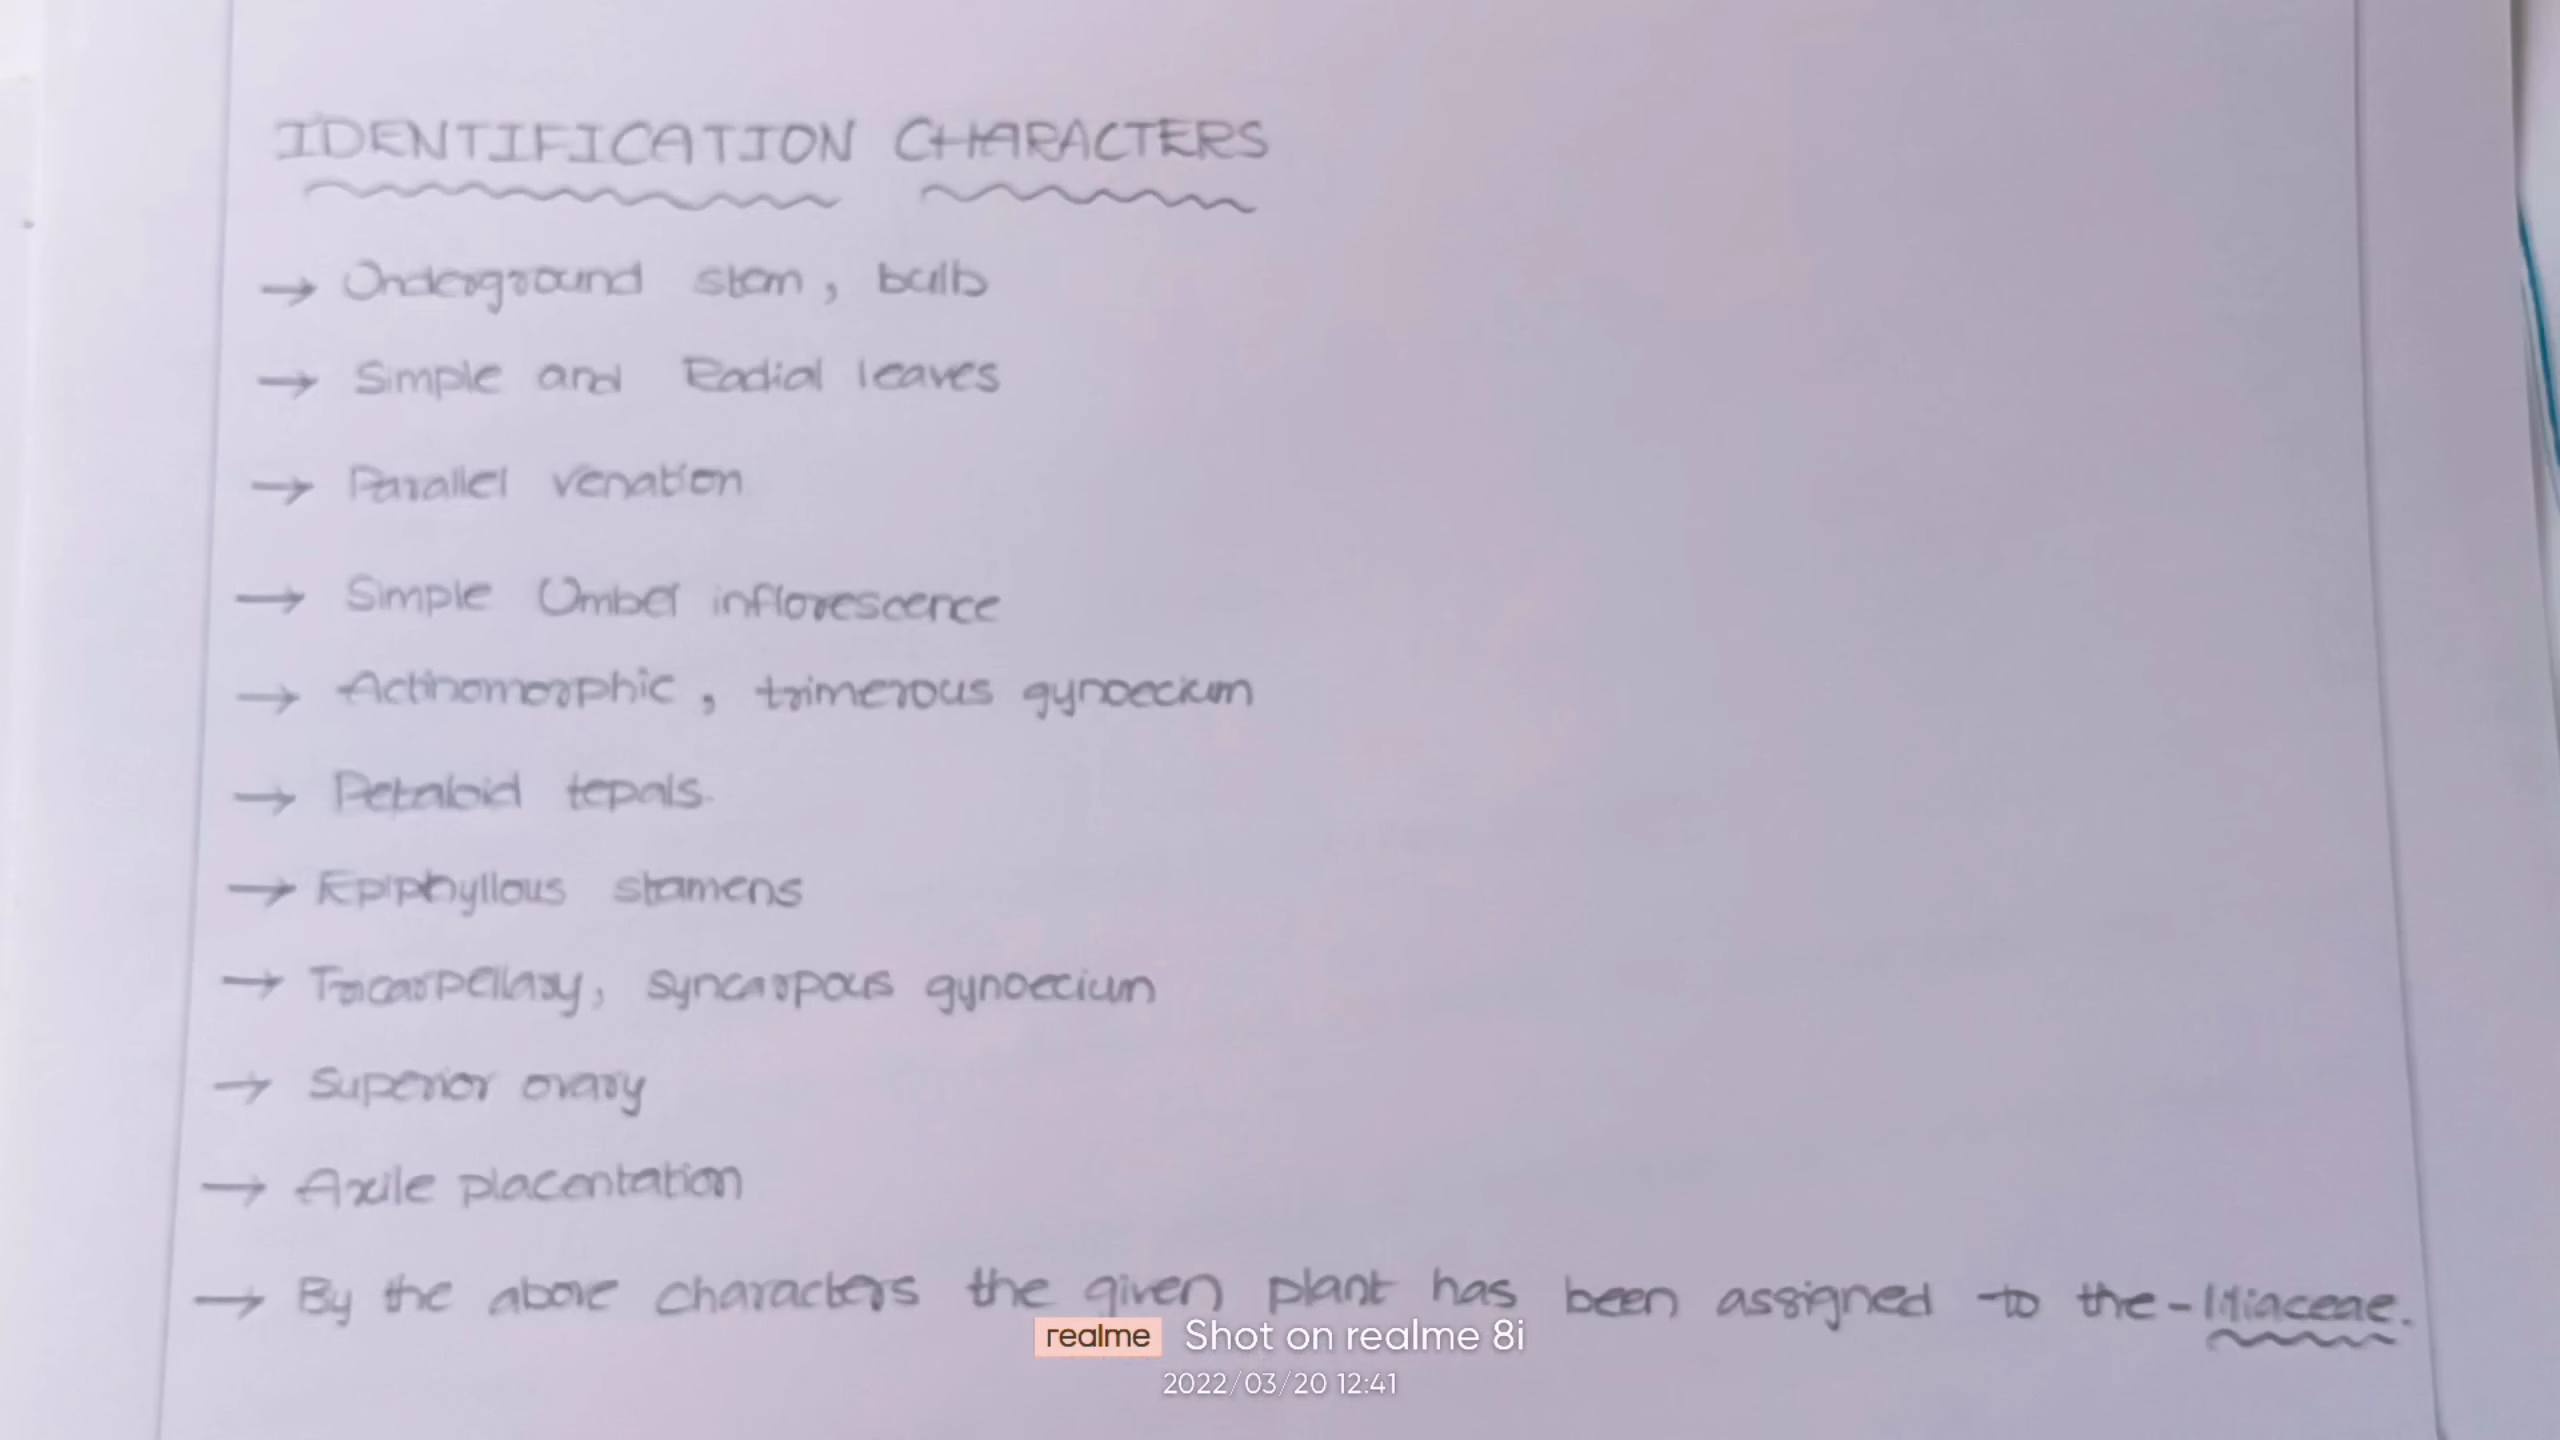 IDENTIFICATION CHARACTERS
→ Underground stem, bulb
→ Simple and Radial leaves
→ Parallel venation
→ Simple Umbel inflorescence
→ Actinomorphic, trimerous gynoecium
→ Petaloid tepals.
→ Epiphyllous stamens
→ Tricarpellary, syncarpous gynoecium
→ Superior ovary
→ Axile placentation
→ By the above characters the given plant has been assigned to the - liliaceae.
realme Shot on realme 8i
2022/03/20 12:41